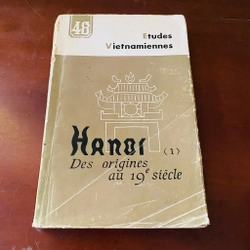 48
Etudes
Vietnamiennes
HANOI (1)
Des origines
au 19e siècle